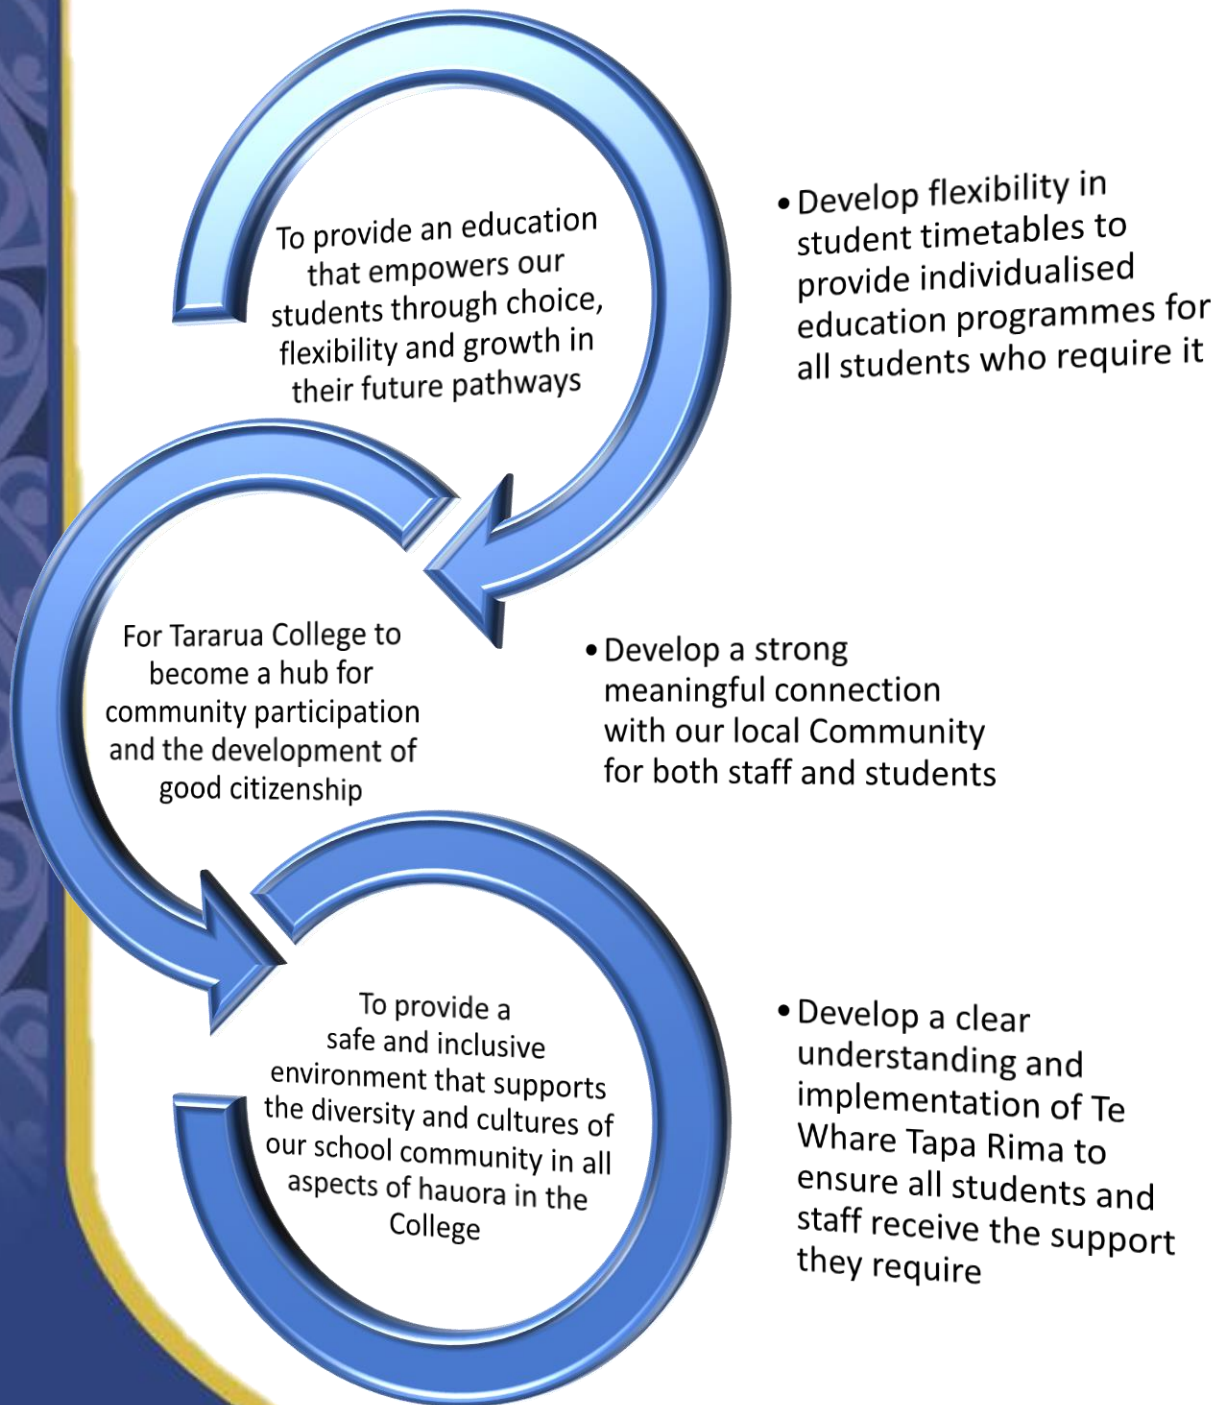 To provide an education
that empowers our
students through choice,
flexibility and growth in
their future pathways
• Develop flexibility in
student timetables to
provide individualised
education programmes for
all students who require it
For Tararua College to
become a hub for
community participation
and the development of
good citizenship
• Develop a strong
meaningful connection
with our local Community
for both staff and students
To provide a
safe and inclusive
environment that supports
the diversity and cultures of
our school community in all
aspects of hauora in the
College
• Develop a clear
understanding and
implementation of Te
Whare Tapa Rima to
ensure all students and
staff receive the support
they require